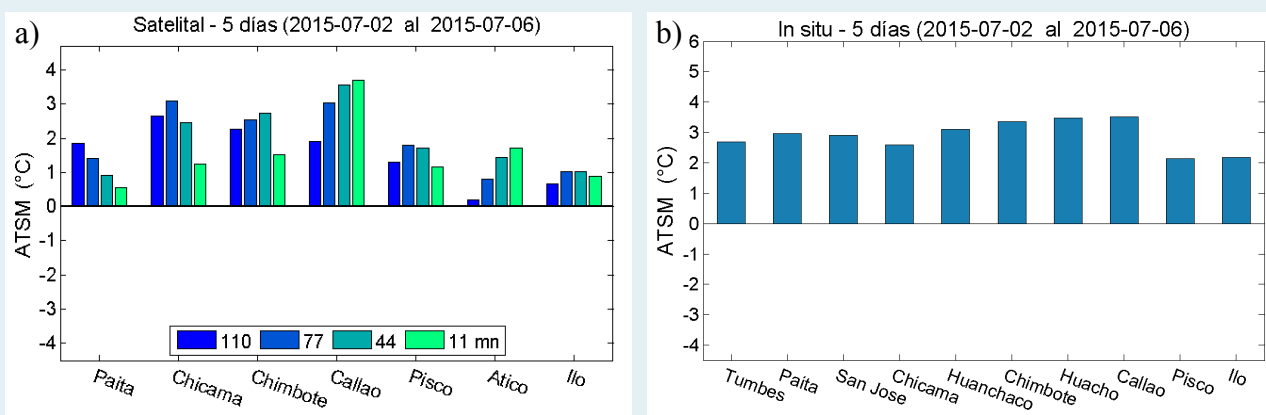 a)
Satelital - 5 días (2015-07-02 al 2015-07-06)
ATSM (°C)
4
3
2
1
0
-1
-2
-3
-4
110 77 44 11 mn
Paita Chicama Chimbote Callao Pisco Atico Ilo
b)
In situ - 5 días (2015-07-02 al 2015-07-06)
ATSM (°C)
6
5
4
3
2
1
0
-1
-2
-3
-4
Tumbes Paita San Jose Chicama Huanchaco Chimbote Huacho Callao Pisco Ilo